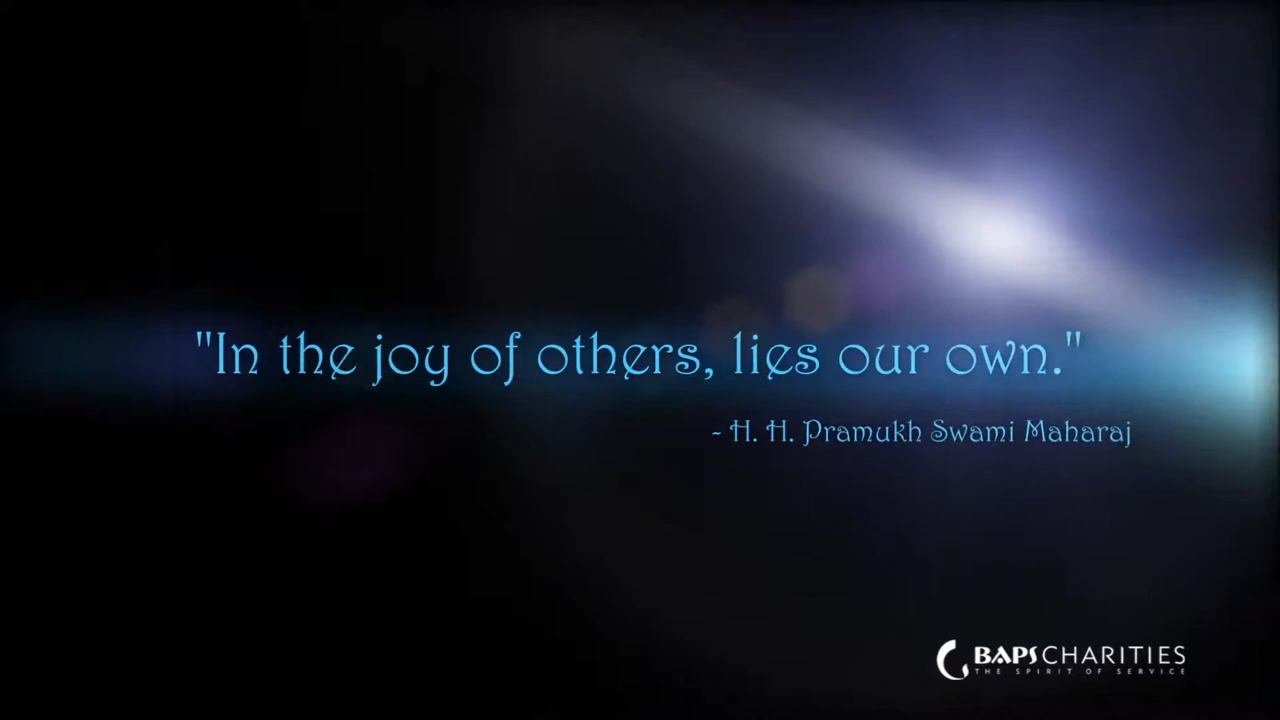 "In the joy of others, lies our own."
- H. H. Pramukh Swami Maharaj
BAPS CHARITIES
THE SPIRIT OF SERVICE